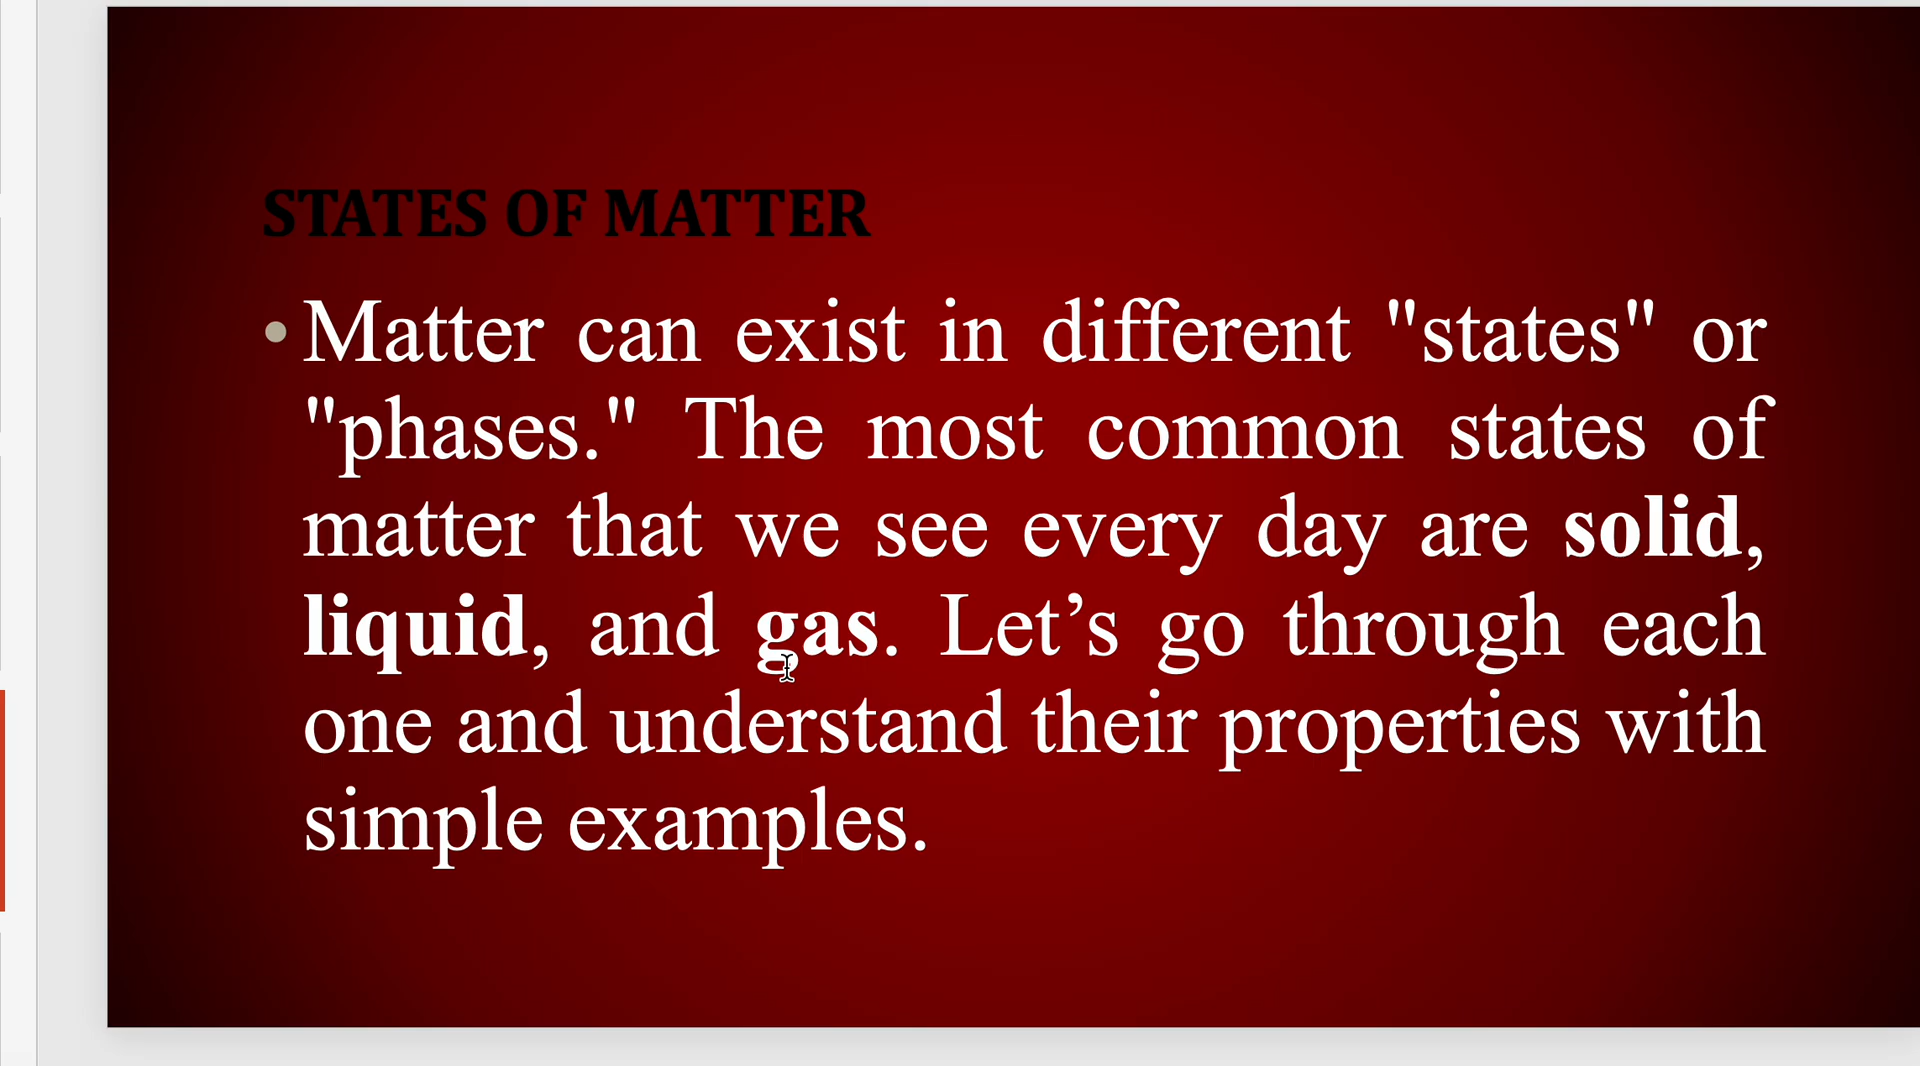 STATES OF MATTER
• Matter can exist in different "states" or
"phases." The most common states of
matter that we see every day are solid,
liquid, and gas. Let’s go through each
one and understand their properties with
simple examples.